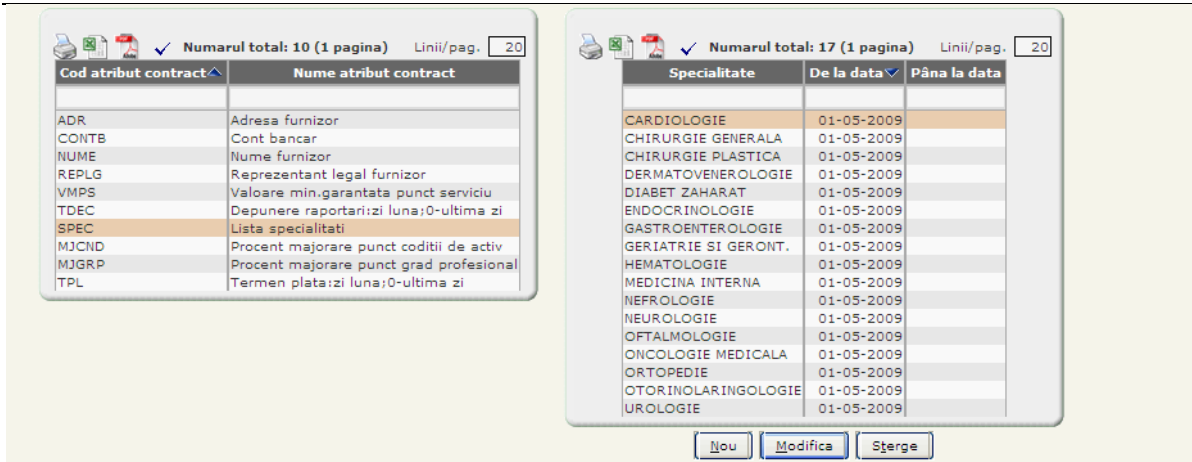 Numarul total: 10 (1 pagina) Linii/pag. 20
Cod atribut contract Nume atribut contract
ADR Adresa furnizor
CONTB Cont bancar
NUME Nume furnizor
REPLG Reprezentant legal furnizor
VMPS Valoare min.garantata punct serviciu
TDEC Depunere raportari:zi luna;0-ultima zi
SPEC Lista specialitati
MJCND Procent majorare punct coditii de activ
MJGRP Procent majorare punct grad profesional
TPL Termen plata:zi luna;0-ultima zi
Numarul total: 17 (1 pagina) Linii/pag. 20
Specialitate De la data Pâna la data
CARDIOLOGIE 01-05-2009
CHIRURGIE GENERALA 01-05-2009
CHIRURGIE PLASTICA 01-05-2009
DERMATOVENEROLOGIE 01-05-2009
DIABET ZAHARAT 01-05-2009
ENDOCRINOLOGIE 01-05-2009
GASTROENTEROLOGIE 01-05-2009
GERIATRIE SI GERONT. 01-05-2009
HEMATOLOGIE 01-05-2009
MEDICINA INTERNA 01-05-2009
NEFROLOGIE 01-05-2009
NEUROLOGIE 01-05-2009
OFTALMOLOGIE 01-05-2009
ONCOLOGIE MEDICALA 01-05-2009
ORTOPEDIE 01-05-2009
OTORINOLARINGOLOGIE 01-05-2009
UROLOGIE 01-05-2009
Nou Modifica Sterge